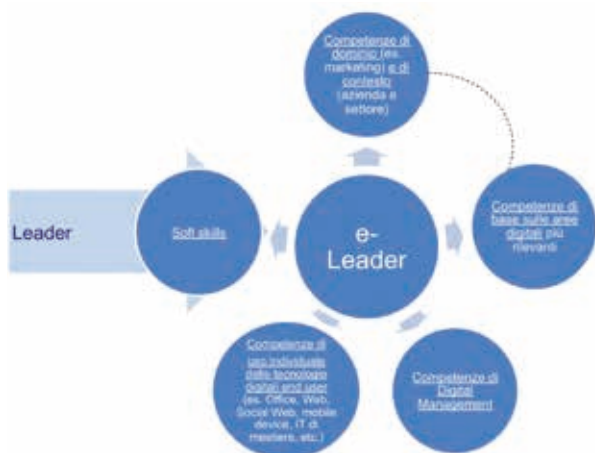 Competenze di
dominio (es.
marketing) e di
contesto
(azienda e
settore)
Leader
Soft skills
e-
Leader
Competenze di
base sulle aree
digitali più
rilevanti
Competenze di
uso individuale
delle tecnologie
digitali end user
(es. Office, Web,
Social Web, mobile
device, IT di
mestiere, etc.)
Competenze di
Digital
Management